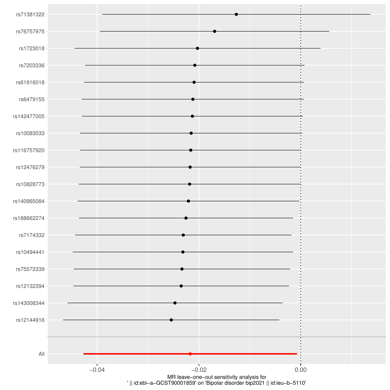 rs71381322
rs76757975
rs1723018
rs7203336
rs61916018
rs6479155
rs142477005
rs10083033
rs116757920
rs12476279
rs10828773
rs140965084
rs188662274
rs7174332
rs10494441
rs75572339
rs12132394
rs143008344
rs12144916
All
−0.04
−0.02
0.00
MR leave−one−out sensitivity analysis for
' || id:ebi−a−GCST90001859' on 'Bipolar disorder bip2021 || id:ieu−b−5110'